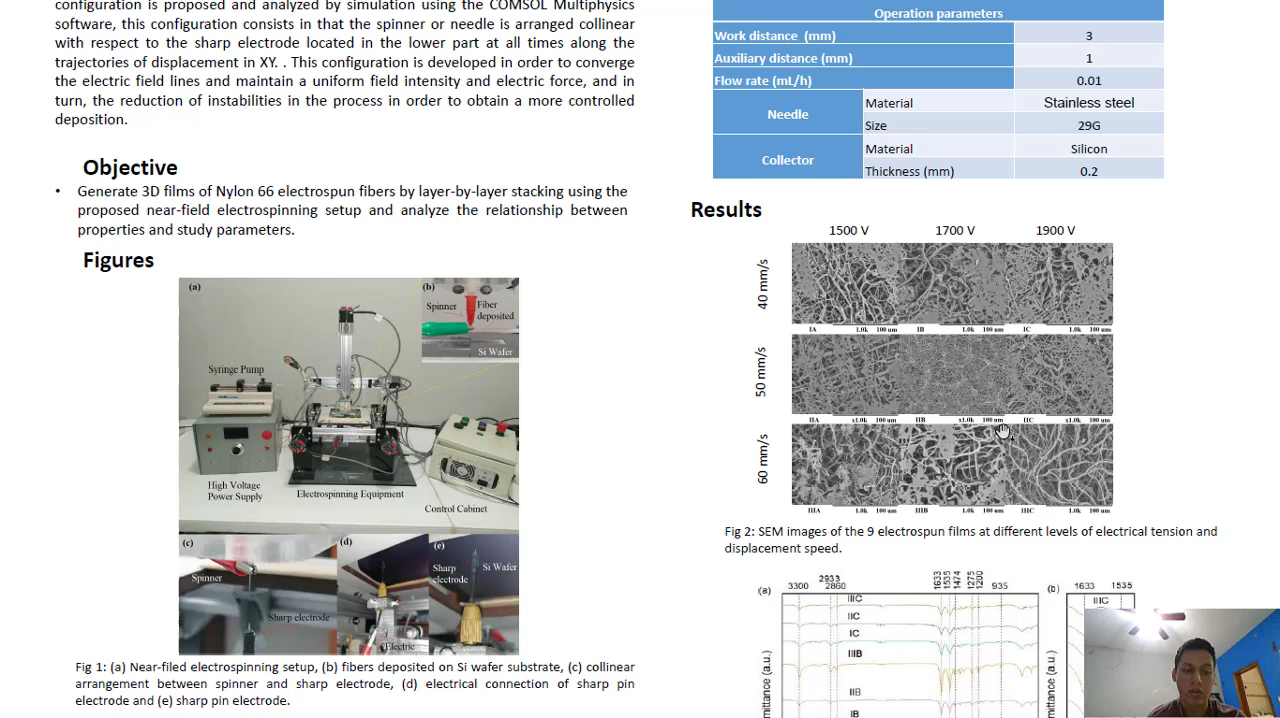 configuration is proposed and analyzed by simulation using the COMSOL Multiphysics
software, this configuration consists in that the spinner or needle is arranged collinear
with respect to the sharp electrode located in the lower part at all times along the
trajectories of displacement in XY. . This configuration is developed in order to converge
the electric field lines and maintain a uniform field intensity and electric force, and in
turn, the reduction of instabilities in the process in order to obtain a more controlled
deposition.
Objective
• Generate 3D films of Nylon 66 electrospun fibers by layer-by-layer stacking using the
proposed near-field electrospinning setup and analyze the relationship between
properties and study parameters.
Figures
(a)
(b)
Spinner
Fiber
deposited
Si Wafer
Syringe Pump
High Voltage
Power Supply
Electrospinning Equipment
Control Cabinet
(c)
Spinner
Sharp electrode
(d)
Electric
(e)
Sharp
electrode
Si Wafer
Fig 1: (a) Near-filed electrospinning setup, (b) fibers deposited on Si wafer substrate, (c) collinear
arrangement between spinner and sharp electrode, (d) electrical connection of sharp pin
electrode and (e) sharp pin electrode.
Operation parameters
Work distance (mm) 3
Auxiliary distance (mm) 1
Flow rate (mL/h) 0.01
Needle
Material Stainless steel
Size 29G
Collector
Material Silicon
Thickness (mm) 0.2
Results
1500 V 1700 V 1900 V
40 mm/s
IA 1.0k 100 um IB 1.0k 100 um IC x1.0k 100 um
50 mm/s
IIA x1.0k 100 um IIB x1.0k 100 um IIC x1.0k 100 um
60 mm/s
IIIA 1.0k 100 um IIIB 1.0k 100 um IIIC x1.0k 100 um
Fig 2: SEM images of the 9 electrospun films at different levels of electrical tension and
displacement speed.
(a) 3300 2933 2860 1633 1535 1474 1275 1200 935
IIIC
IIC
IC
IIIB
IIB
IB
mittance (a.u.)
(b) 1633 1535
IIIC
mittance (a.u.)